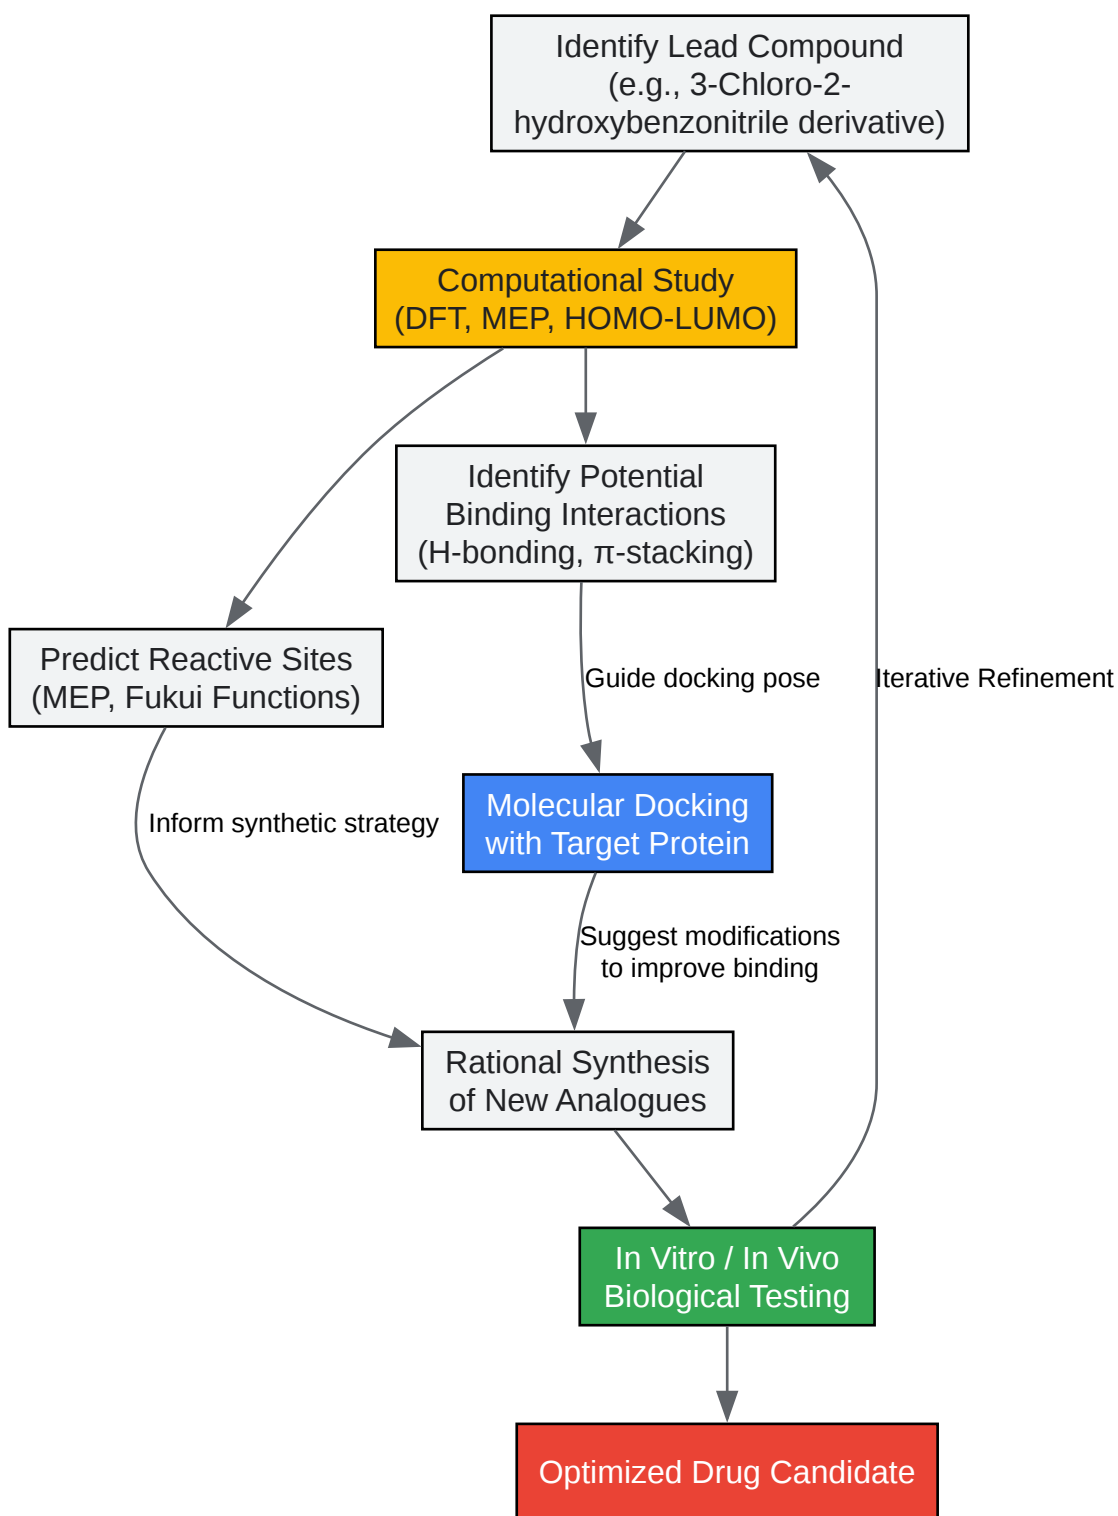 Identify Lead Compound
(e.g., 3-Chloro-2-
hydroxybenzonitrile derivative)
Computational Study
(DFT, MEP, HOMO-LUMO)
Identify Potential
Binding Interactions
(H-bonding, π-stacking)
Predict Reactive Sites
(MEP, Fukui Functions)
Guide docking pose
Iterative Refinement
Molecular Docking
with Target Protein
Inform synthetic strategy
Suggest modifications
to improve binding
Rational Synthesis
of New Analogues
In Vitro / In Vivo
Biological Testing
Optimized Drug Candidate